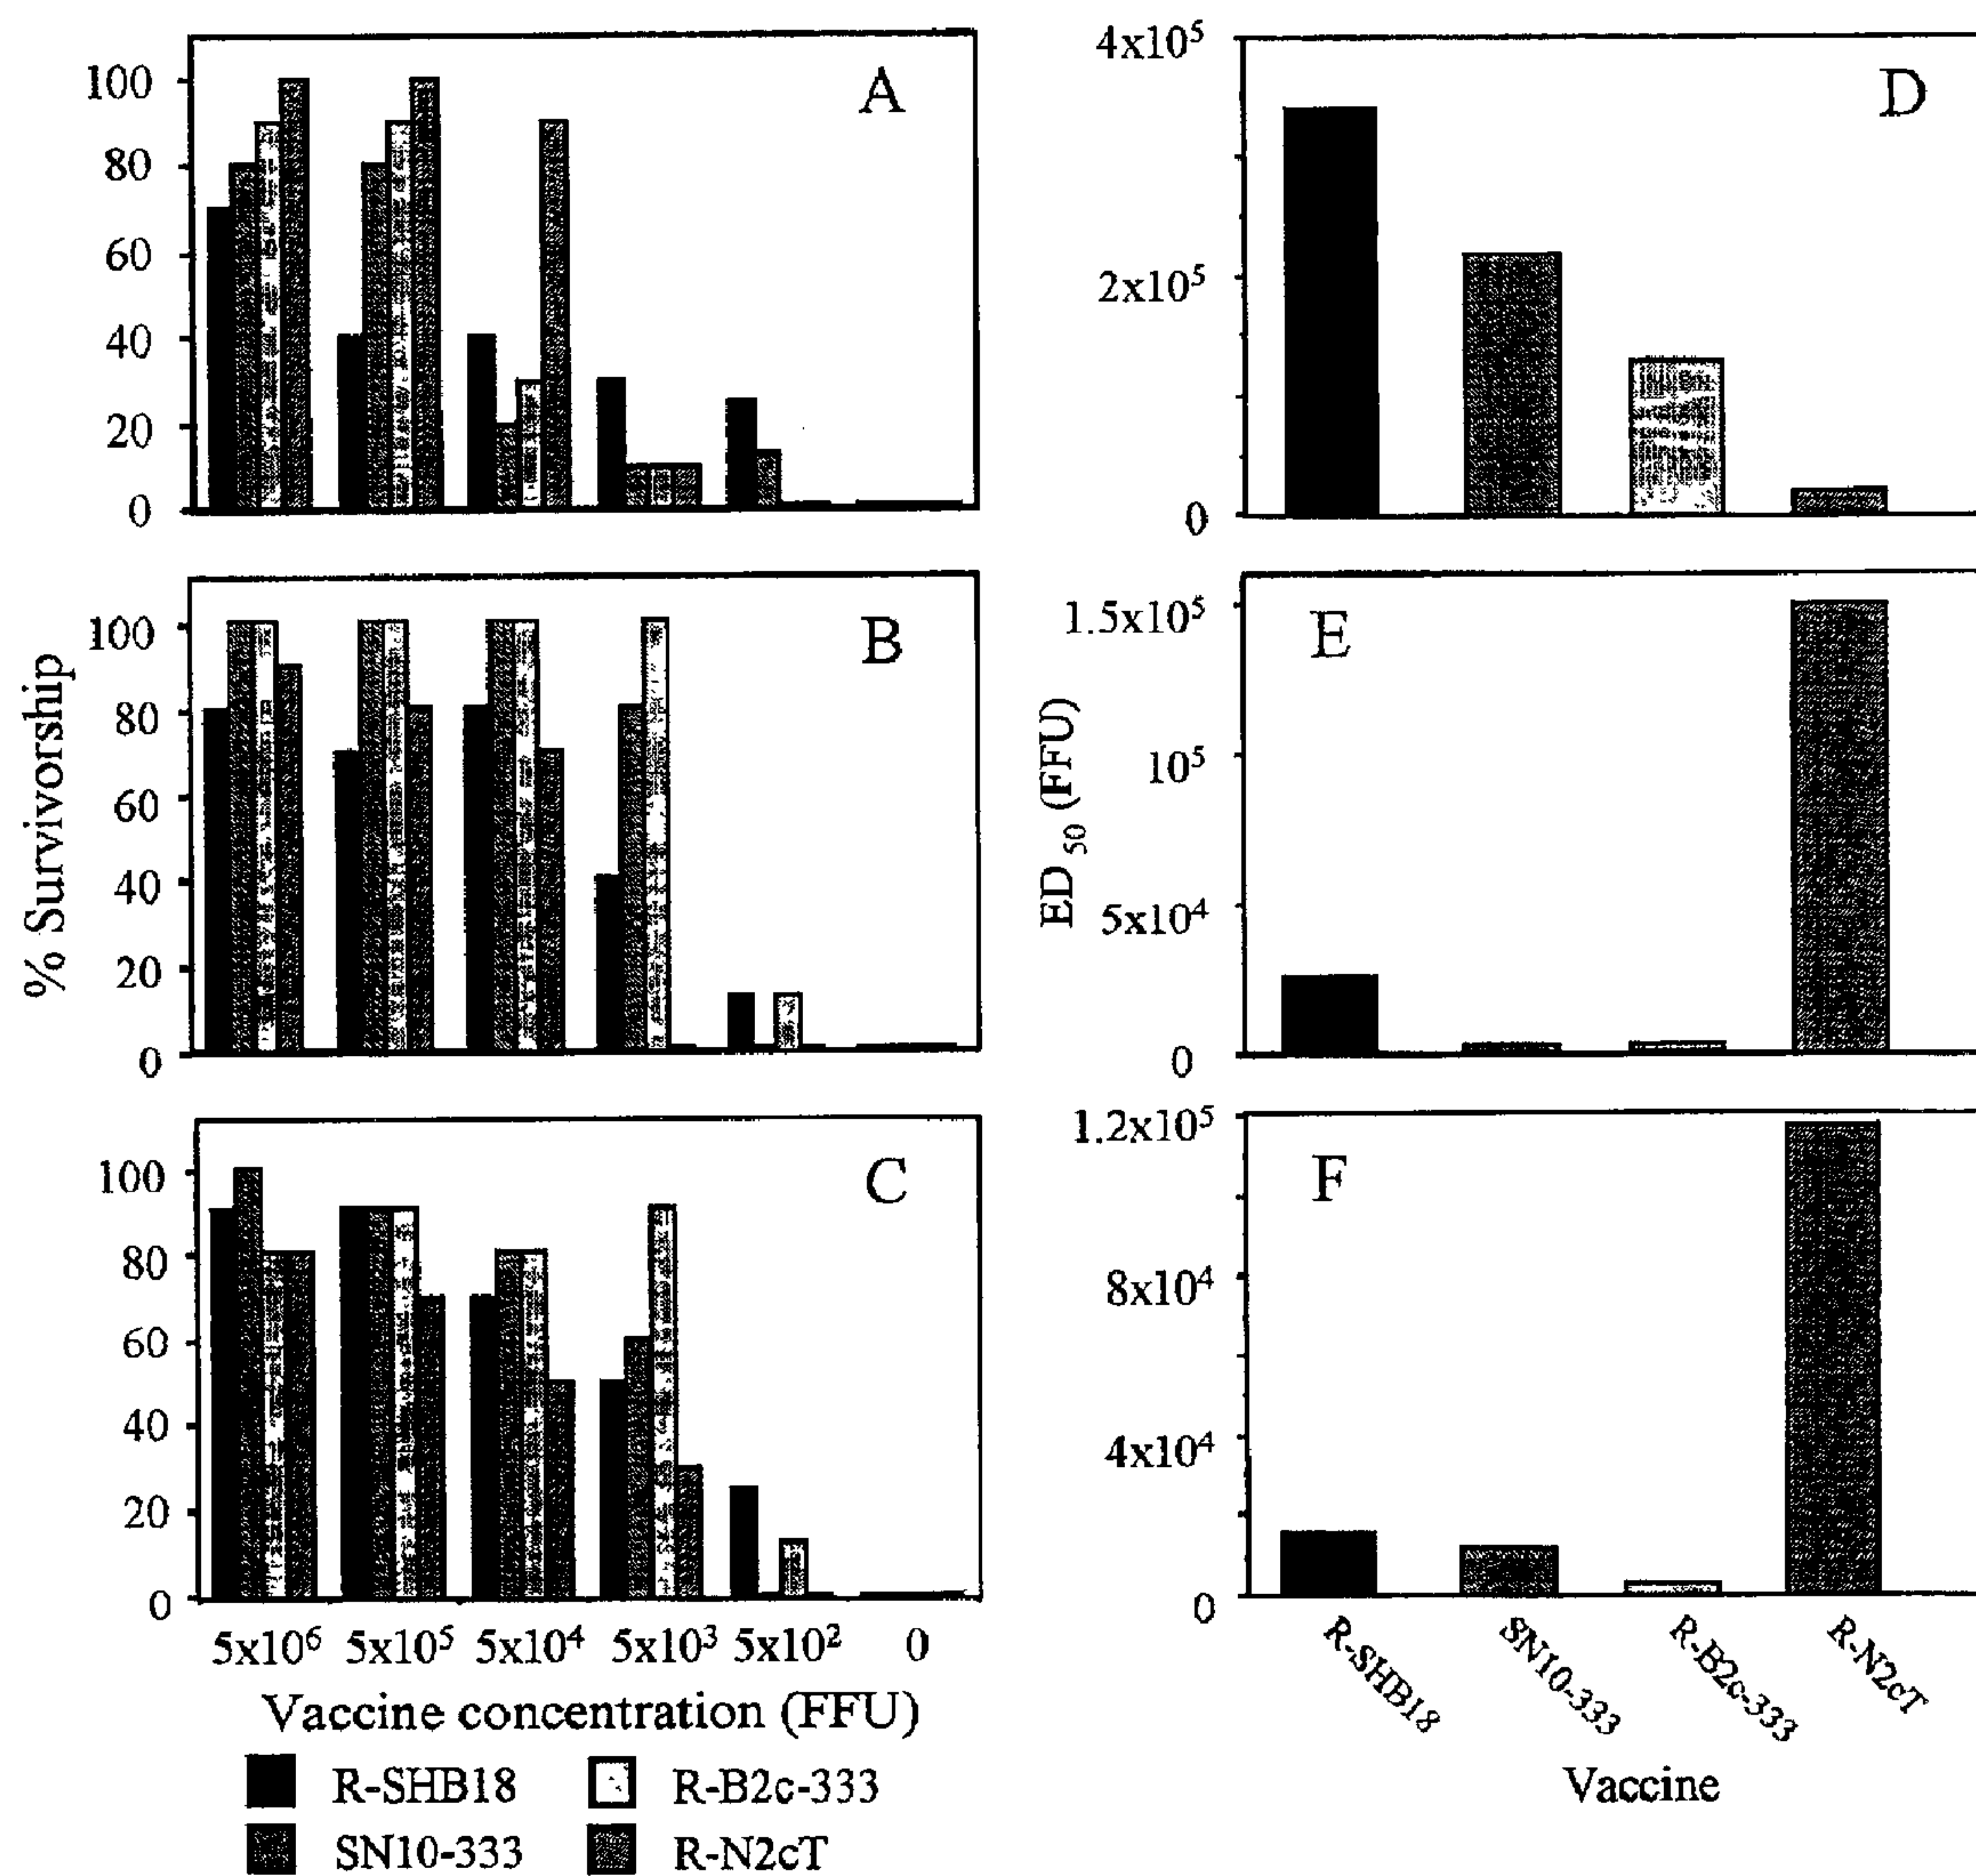 A
100
80
60
40
20
0
B
100
80
60
40
20
0
% Survivorship
C
100
80
60
40
20
0
5x10⁶ 5x10⁵ 5x10⁴ 5x10³ 5x10² 0
Vaccine concentration (FFU)
R-SHB18
R-B2c-333
SN10-333
R-N2cT
D
4x10⁵
2x10⁵
0
E
1.5x10⁵
10⁵
5x10⁴
0
ED₅₀ (FFU)
F
1.2x10⁵
8x10⁴
4x10⁴
0
R-SHB18
SN10-333
R-B2c-333
R-N2cT
Vaccine